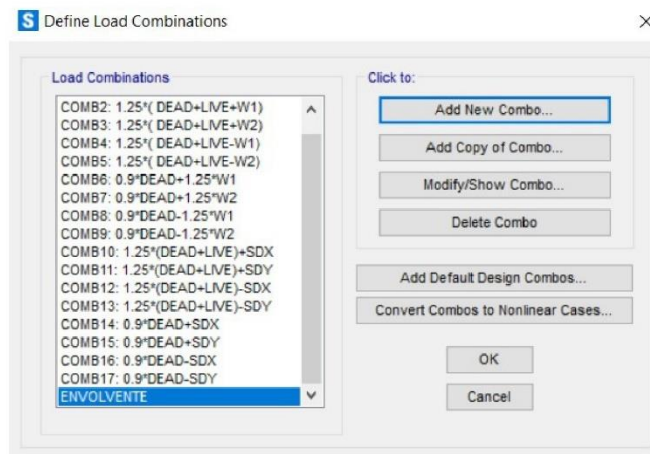 S Define Load Combinations
Load Combinations
COMB2: 1.25*( DEAD+LIVE+W1)
COMB3: 1.25*( DEAD+LIVE+W2)
COMB4: 1.25*( DEAD+LIVE-W1)
COMB5: 1.25*( DEAD+LIVE-W2)
COMB6: 0.9*DEAD+1.25*W1
COMB7: 0.9*DEAD+1.25*W2
COMB8: 0.9*DEAD-1.25*W1
COMB9: 0.9*DEAD-1.25*W2
COMB10: 1.25*(DEAD+LIVE)+SDX
COMB11: 1.25*(DEAD+LIVE)+SDY
COMB12: 1.25*(DEAD+LIVE)-SDX
COMB13: 1.25*(DEAD+LIVE)-SDY
COMB14: 0.9*DEAD+SDX
COMB15: 0.9*DEAD+SDY
COMB16: 0.9*DEAD-SDX
COMB17: 0.9*DEAD-SDY
ENVOLVENTE
Click to:
Add New Combo...
Add Copy of Combo...
Modify/Show Combo...
Delete Combo
Add Default Design Combos...
Convert Combos to Nonlinear Cases...
OK
Cancel